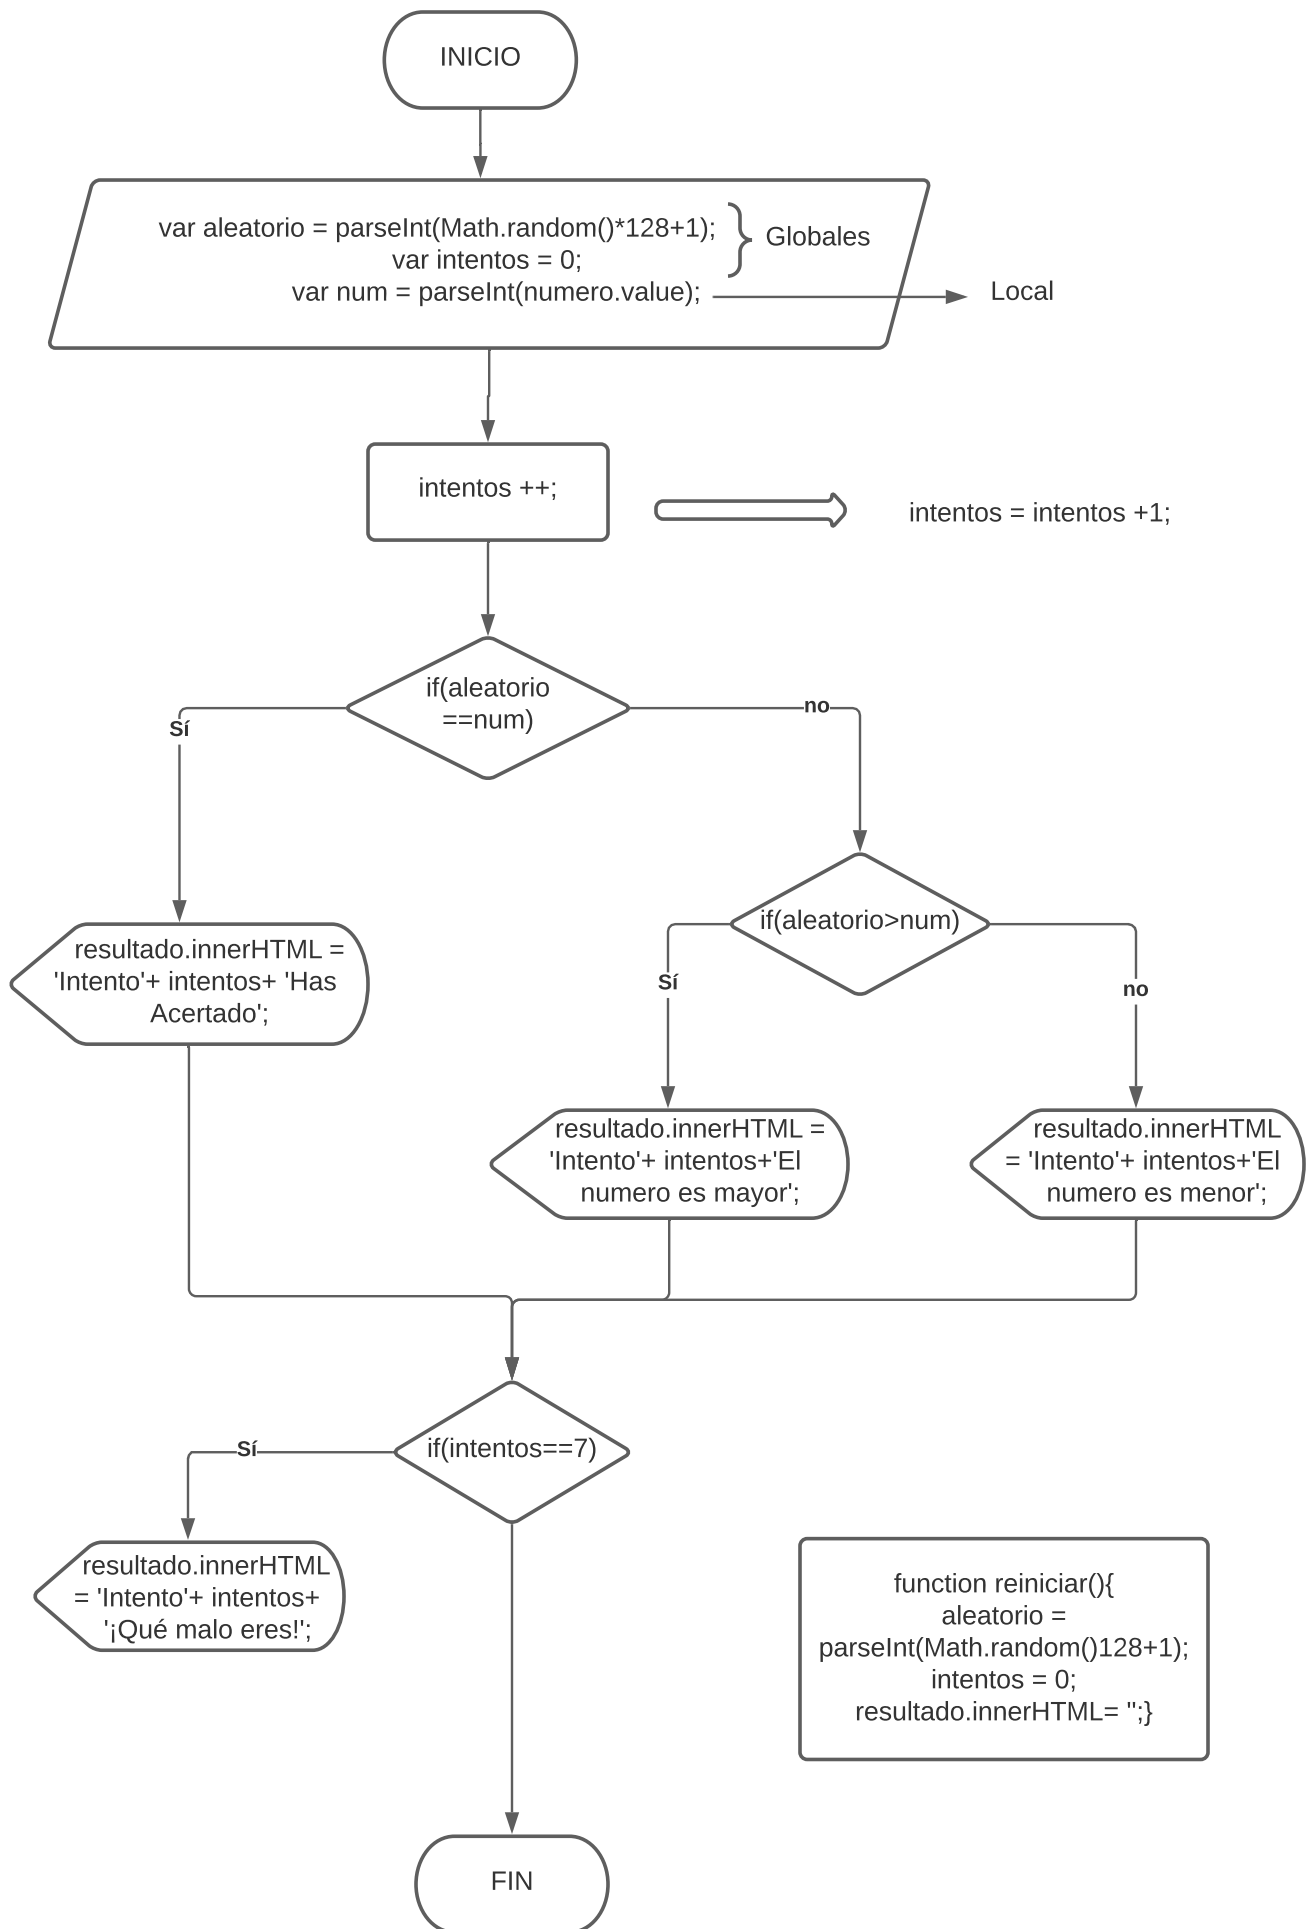 INICIO
var aleatorio = parseInt(Math.random()*128+1);
var intentos = 0;
Globales
var num = parseInt(numero.value);
Local
intentos ++;
intentos = intentos +1;
if(aleatorio
==num)
Sí
no
if(aleatorio>num)
resultado.innerHTML =
'Intento'+ intentos+ 'Has
Acertado';
Sí
no
resultado.innerHTML =
'Intento'+ intentos+'El
numero es mayor';
resultado.innerHTML
= 'Intento'+ intentos+'El
numero es menor';
if(intentos==7)
Sí
resultado.innerHTML
= 'Intento'+ intentos+
'¡Qué malo eres!';
function reiniciar(){
aleatorio =
parseInt(Math.random()128+1);
intentos = 0;
resultado.innerHTML= '';}
FIN